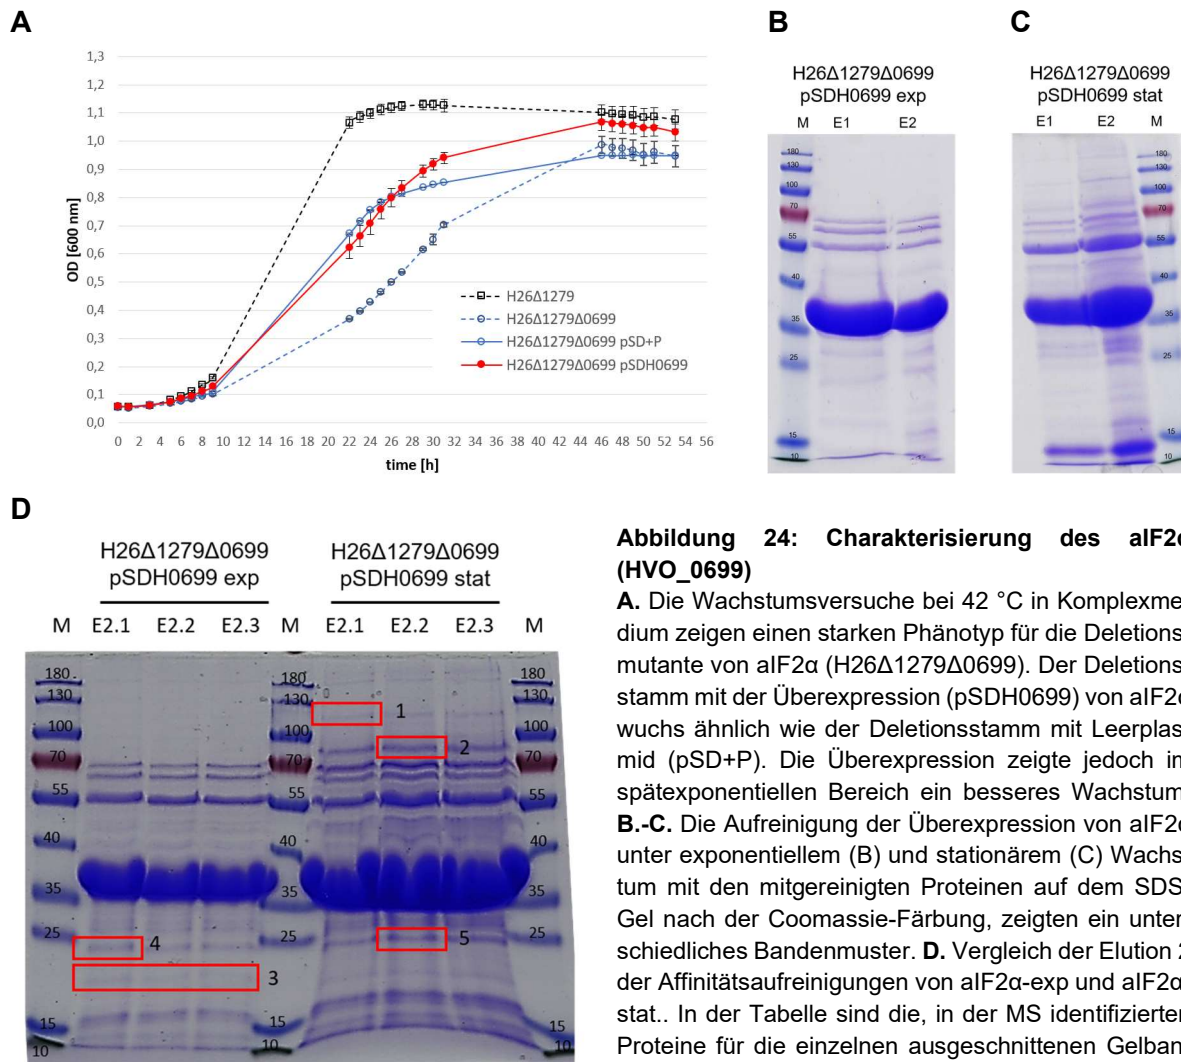 A
1,3
1,2
1,1
1,0
0,9
0,8
0,7
0,6
0,5
0,4
0,3
0,2
0,1
0,0
OD [600 nm]
0 2 4 6 8 10 12 14 16 18 20 22 24 26 28 30 32 34 36 38 40 42 44 46 48 50 52 54 56
time [h]
H26Δ1279
H26Δ1279Δ0699
H26Δ1279Δ0699 pSD+P
H26Δ1279Δ0699 pSDH0699
B
H26Δ1279Δ0699
pSDH0699 exp
M E1 E2
180
130
100
70
55
40
35
25
15
10
C
H26Δ1279Δ0699
pSDH0699 stat
E1 E2 M
180
130
100
70
55
40
35
25
15
10
D
H26Δ1279Δ0699
pSDH0699 exp
H26Δ1279Δ0699
pSDH0699 stat
M E2.1 E2.2 E2.3 M E2.1 E2.2 E2.3 M
180 180 180
130 130 130
100 100 100
70 70 70
55 55 55
40 40 40
35 35 35
25 25 25
15 15 15
10 10 10
1
2
4
5
3
Abbildung 24: Charakterisierung des aIF2
(HVO_0699)
A. Die Wachstumsversuche bei 42 °C in Komplexme
dium zeigen einen starken Phänotyp für die Deletions
mutante von aIF2α (H26Δ1279Δ0699). Der Deletions
stamm mit der Überexpression (pSDH0699) von aIF2
wuchs ähnlich wie der Deletionsstamm mit Leerplas
mid (pSD+P). Die Überexpression zeigte jedoch im
spätexponentiellen Bereich ein besseres Wachstum
B.-C. Die Aufreinigung der Überexpression von aIF2
unter exponentiellem (B) und stationärem (C) Wachs
tum mit den mitgereinigten Proteinen auf dem SDS
Gel nach der Coomassie-Färbung, zeigten ein unter
schiedliches Bandenmuster. D. Vergleich der Elution 2
der Affinitätsaufreinigungen von aIF2α-exp und aIF2α
stat.. In der Tabelle sind die, in der MS identifizierten
Proteine für die einzelnen ausgeschnittenen Gelban